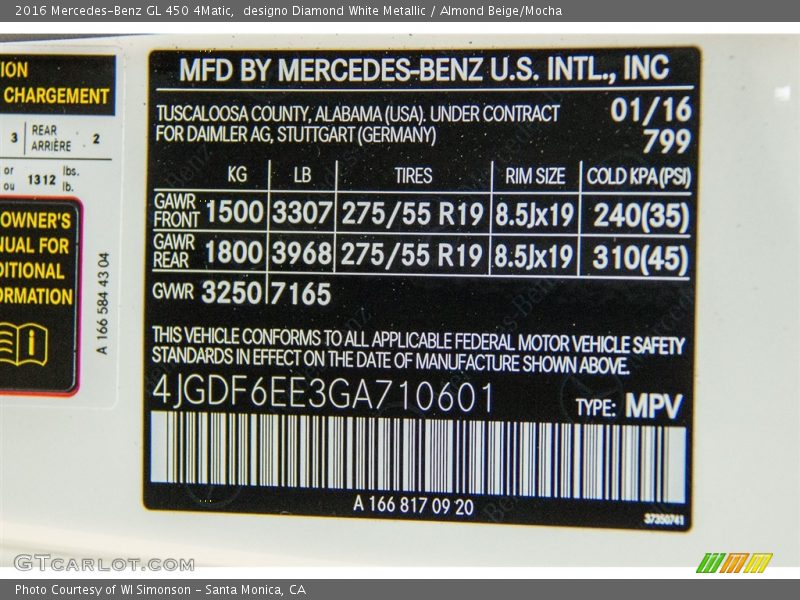 2016 Mercedes-Benz GL 450 4Matic,  designo Diamond White Metallic / Almond Beige/Mocha
ION
CHARGEMENT
3 REAR ARRIÈRE 2
or ou 1312 lbs. lb.
OWNER'S
NUAL FOR
DITIONAL
ORMATION
A 166 584 43 04
MFD BY MERCEDES-BENZ U.S. INTL., INC
TUSCALOOSA COUNTY, ALABAMA (USA). UNDER CONTRACT
FOR DAIMLER AG, STUTTGART (GERMANY)
01/16
799
KG LB TIRES RIM SIZE COLD KPA(PSI)
GAWR FRONT 1500 3307 275/55 R19 8.5Jx19 240(35)
GAWR REAR 1800 3968 275/55 R19 8.5Jx19 310(45)
GWR 3250 7165
THIS VEHICLE CONFORMS TO ALL APPLICABLE FEDERAL MOTOR VEHICLE SAFETY
STANDARDS IN EFFECT ON THE DATE OF MANUFACTURE SHOWN ABOVE.
4JGDF6EE3GA710601
TYPE: MPV
A 166 817 09 20
37350741
GTCARLOT.COM
Photo Courtesy of WI Simonson - Santa Monica, CA